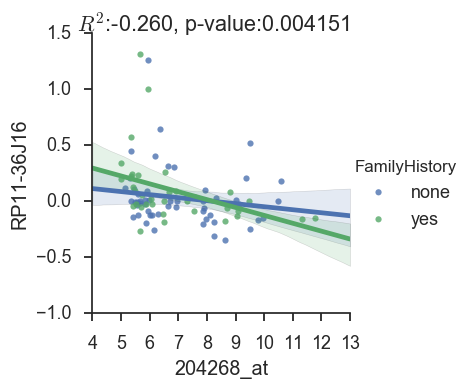 R²:-0.260, p-value:0.004151
1.5
1.0
0.5
0.0
−0.5
−1.0
RP11-36J16
4 5 6 7 8 9 10 11 12 13
204268_at
FamilyHistory
none
yes